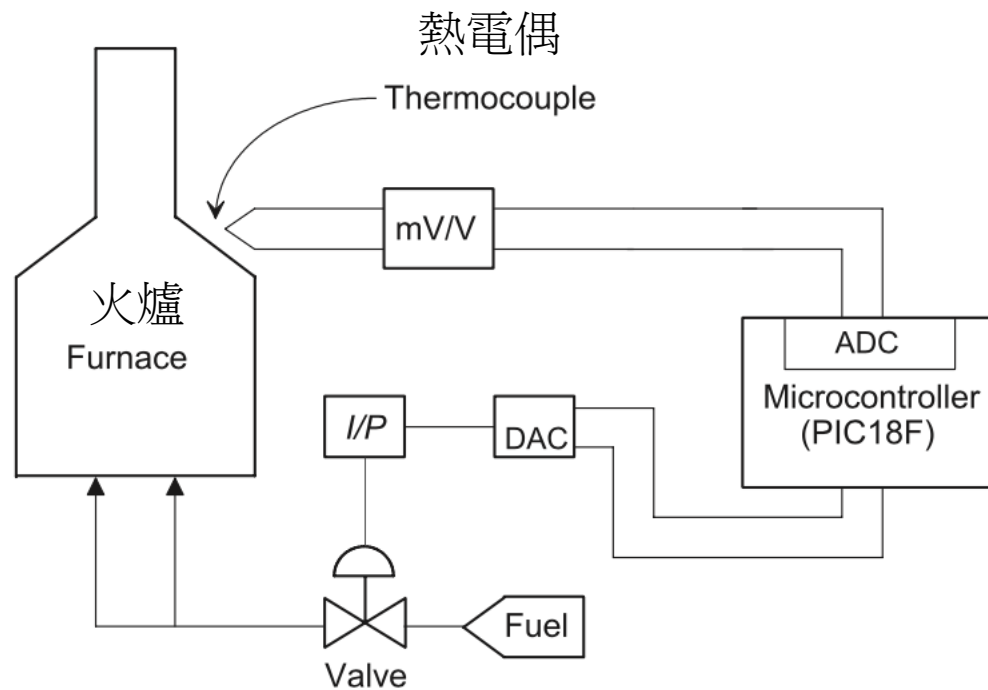 熱電偶
Thermocouple
mV/V
火爐
Furnace
ADC
Microcontroller
(PIC18F)
I/P
DAC
Fuel
Valve